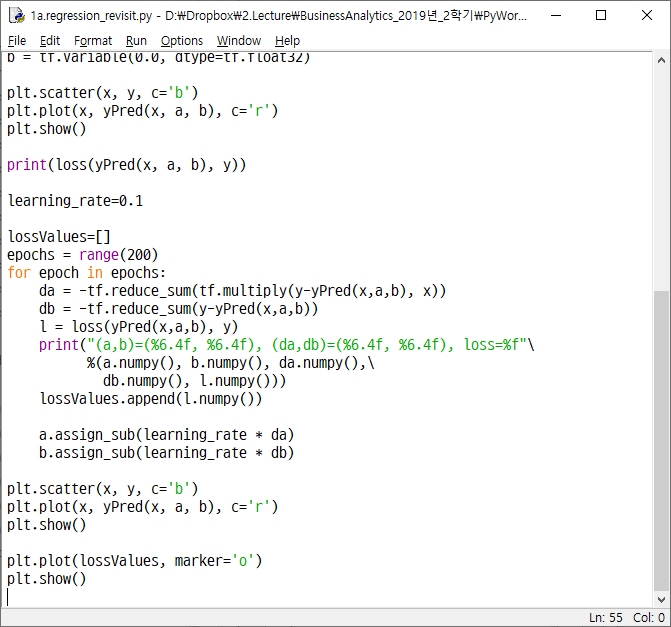 1a.regression_revisit.py - D:₩Dropbox₩2.Lecture₩BusinessAnalytics_2019년_2학기₩PyWor...
File Edit Format Run Options Window Help
b = tf.Variable(0.0, dtype=tf.float32)
plt.scatter(x, y, c='b')
plt.plot(x, yPred(x, a, b), c='r')
plt.show()
print(loss(yPred(x, a, b), y))
learning_rate=0.1
lossValues=[]
epochs = range(200)
for epoch in epochs:
    da = -tf.reduce_sum(tf.multiply(y-yPred(x,a,b), x))
    db = -tf.reduce_sum(y-yPred(x,a,b))
    l = loss(yPred(x,a,b), y)
    print("(a,b)=(%6.4f, %6.4f), (da,db)=(%6.4f, %6.4f), loss=%f"\
          %(a.numpy(), b.numpy(), da.numpy(),\
            db.numpy(), l.numpy()))
    lossValues.append(l.numpy())
    a.assign_sub(learning_rate * da)
    b.assign_sub(learning_rate * db)
plt.scatter(x, y, c='b')
plt.plot(x, yPred(x, a, b), c='r')
plt.show()
plt.plot(lossValues, marker='o')
plt.show()
Ln: 55 Col: 0